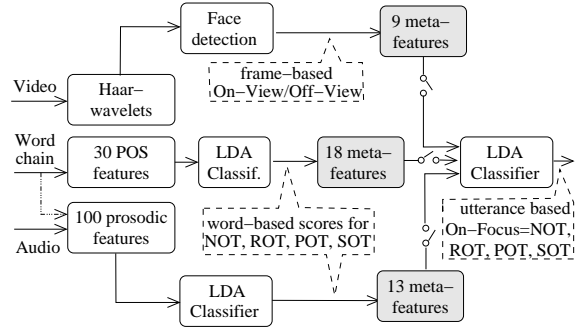 Face
detection
9 meta–
features
frame–based
On–View/Off–View
Video
Haar–
wavelets
Word
chain
30 POS
features
LDA
Classif.
18 meta–
features
LDA
Classifier
100 prosodic
features
Audio
word–based scores for
NOT, ROT, POT, SOT
utterance based
On–Focus=NOT,
ROT, POT, SOT
LDA
Classifier
13 meta–
features